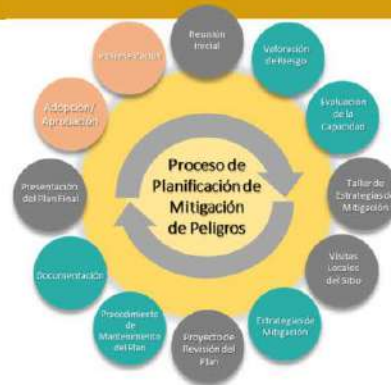 Proceso de
Planificación de
Mitigación
de Peligros
Reunión
Inicial
Valoración
de Riesgo
Evaluación
de la
Capacidad
Taller de
Estrategias de
Mitigación
Visitas
Locales
del Sitio
Estrategias de
Mitigación
Proyecto de
Revisión del
Plan
Procedimiento
de
Mantenimiento
del Plan
Documentación
Presentación
del Plan Final
Adopción/
Aprobación